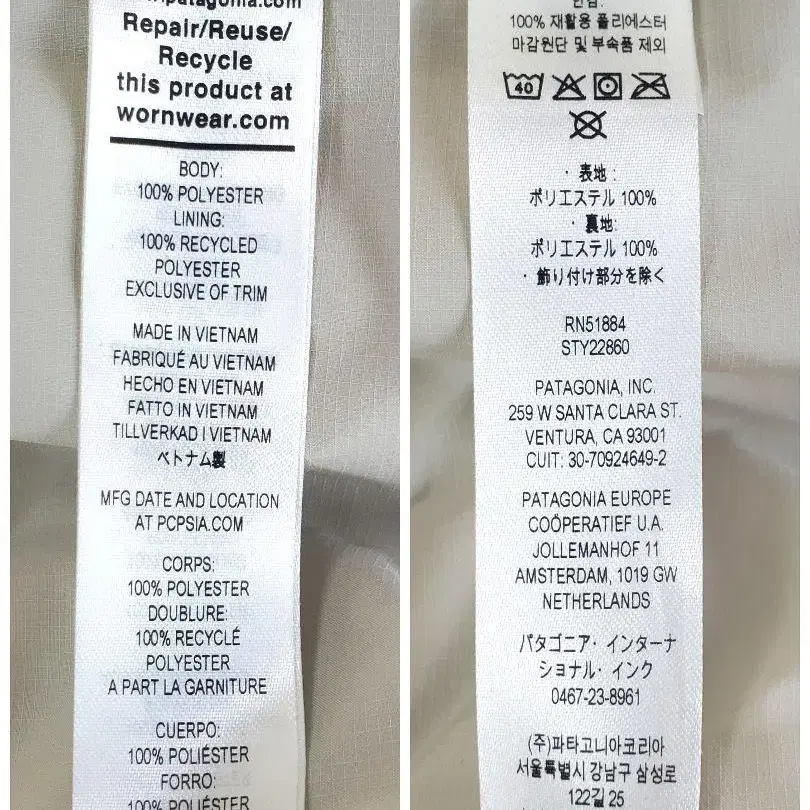 patagonia.com
Repair/Reuse/
Recycle
this product at
wornwear.com
BODY:
100% POLYESTER
LINING:
100% RECYCLED
POLYESTER
EXCLUSIVE OF TRIM
MADE IN VIETNAM
FABRIQUÉ AU VIETNAM
HECHO EN VIETNAM
FATTO IN VIETNAM
TILLVERKAD I VIETNAM
ベトナム製
MFG DATE AND LOCATION
AT PCPSIA.COM
CORPS:
100% POLYESTER
DOUBLURE:
100% RECYCLÉ
POLYESTER
A PART LA GARNITURE
CUERPO:
100% POLIÉSTER
FORRO:
100% POLIÉSTER
안감:
100% 재활용 폴리에스터
마감원단 및 부속품 제외
40
・表地:
ポリエステル 100%
・裏地:
ポリエステル 100%
・飾り付け部分を除く
RN51884
STY22860
PATAGONIA, INC.
259 W SANTA CLARA ST.
VENTURA, CA 93001
CUIT: 30-70924649-2
PATAGONIA EUROPE
COÖPERATIEF U.A.
JOLLEMANHOF 11
AMSTERDAM, 1019 GW
NETHERLANDS
パタゴニア・インターナ
ショナル・インク
0467-23-8961
(주)파타고니아코리아
서울특별시 강남구 삼성로
122길 25